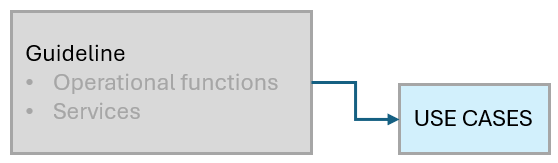 Guideline
• Operational functions
• Services
USE CASES